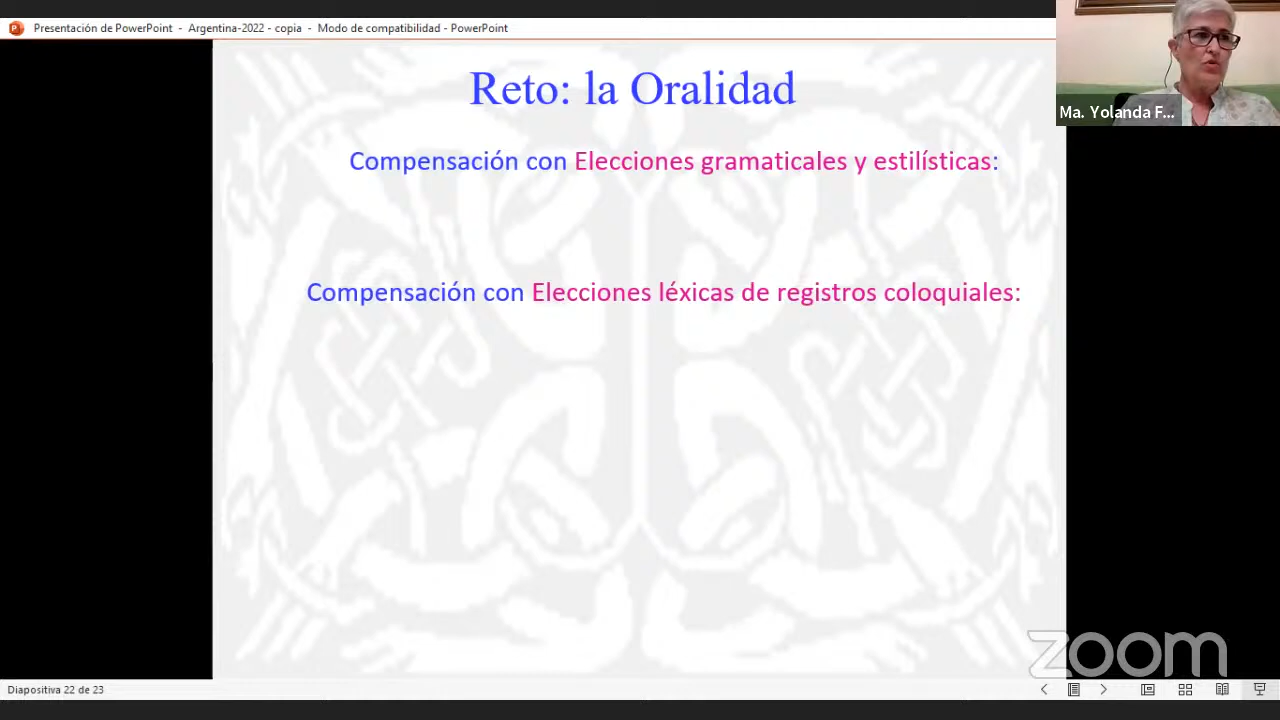 Presentación de PowerPoint - Argentina-2022 - copia - Modo de compatibilidad - PowerPoint
Ma. Yolanda F...
Reto: la Oralidad
Compensación con Elecciones gramaticales y estilísticas:
Compensación con Elecciones léxicas de registros coloquiales:
zoom
Diapositiva 22 de 23